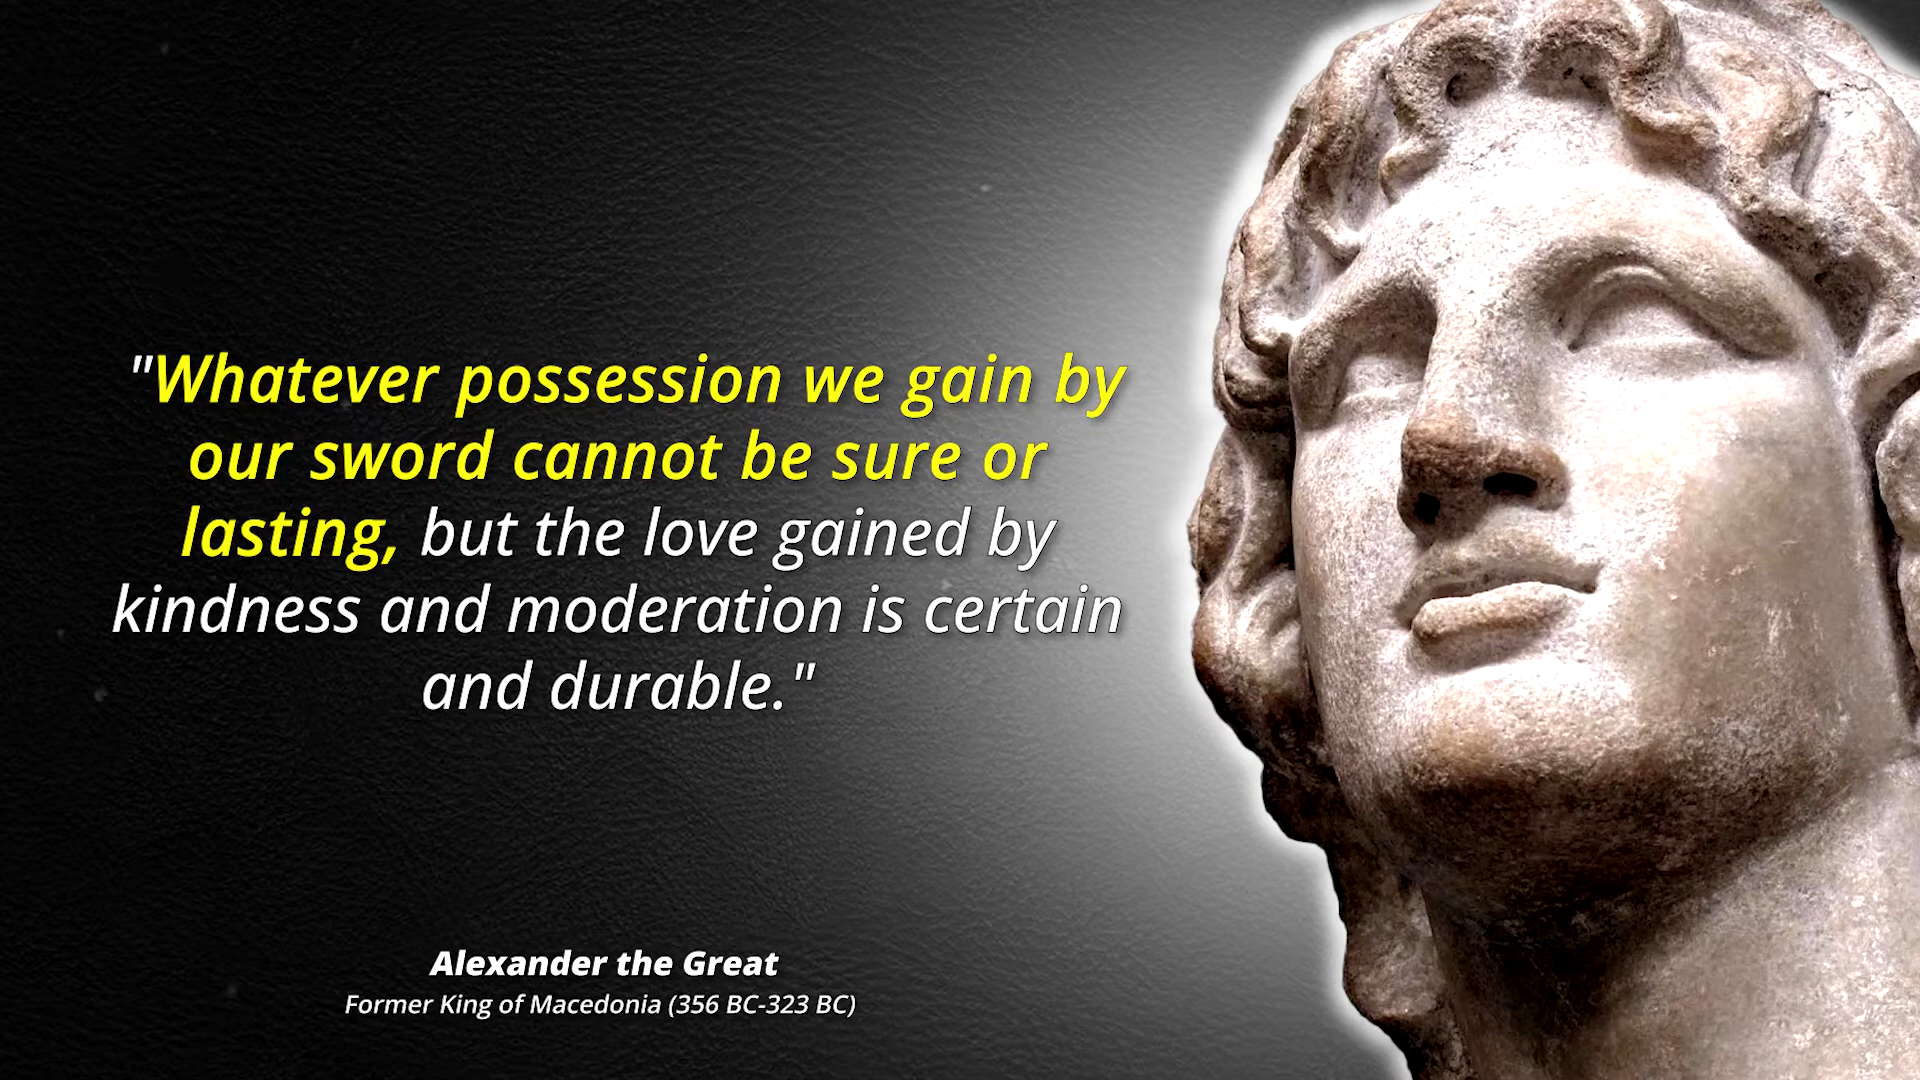 "Whatever possession we gain by
our sword cannot be sure or
lasting, but the love gained by
kindness and moderation is certain
and durable."
Alexander the Great
Former King of Macedonia (356 BC-323 BC)